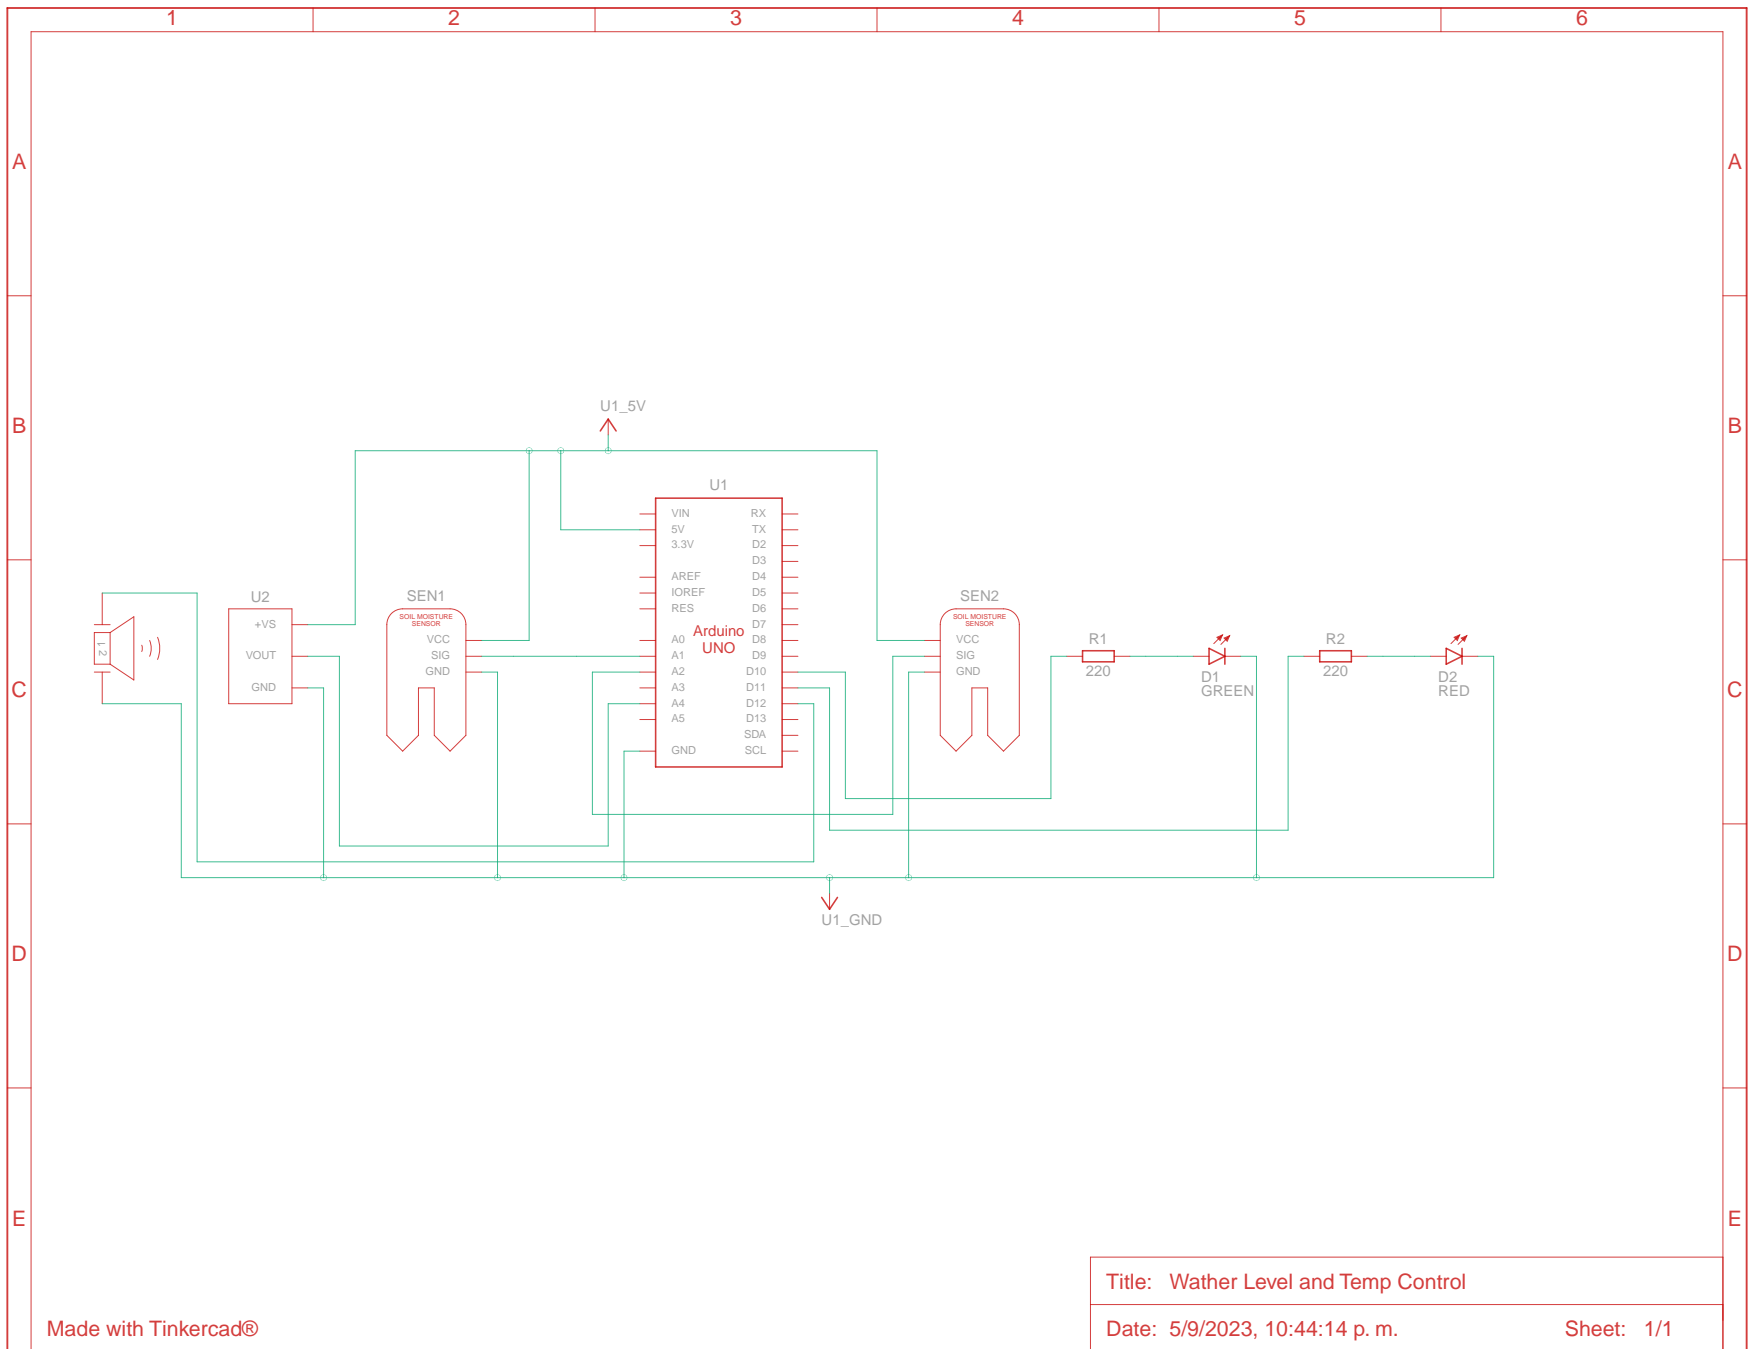 1 2 3 4 5 6
A A
B B
C C
D D
E E
U1_5V
U1
VIN RX
5V TX
3.3V D2
D3
AREF D4
IOREF D5
RES D6
D7
A0 D8
A1 D9
A2 D10
A3 D11
A4 D12
A5 D13
SDA
GND SCL
Arduino
UNO
1 2
U2
+VS
VOUT
GND
SEN1
SOIL MOISTURE
SENSOR
VCC
SIG
GND
SEN2
SOIL MOISTURE
SENSOR
VCC
SIG
GND
R1
220
D1
GREEN
R2
220
D2
RED
U1_GND
Title: Wather Level and Temp Control
Made with Tinkercad®
Date: 5/9/2023, 10:44:14 p. m. Sheet: 1/1